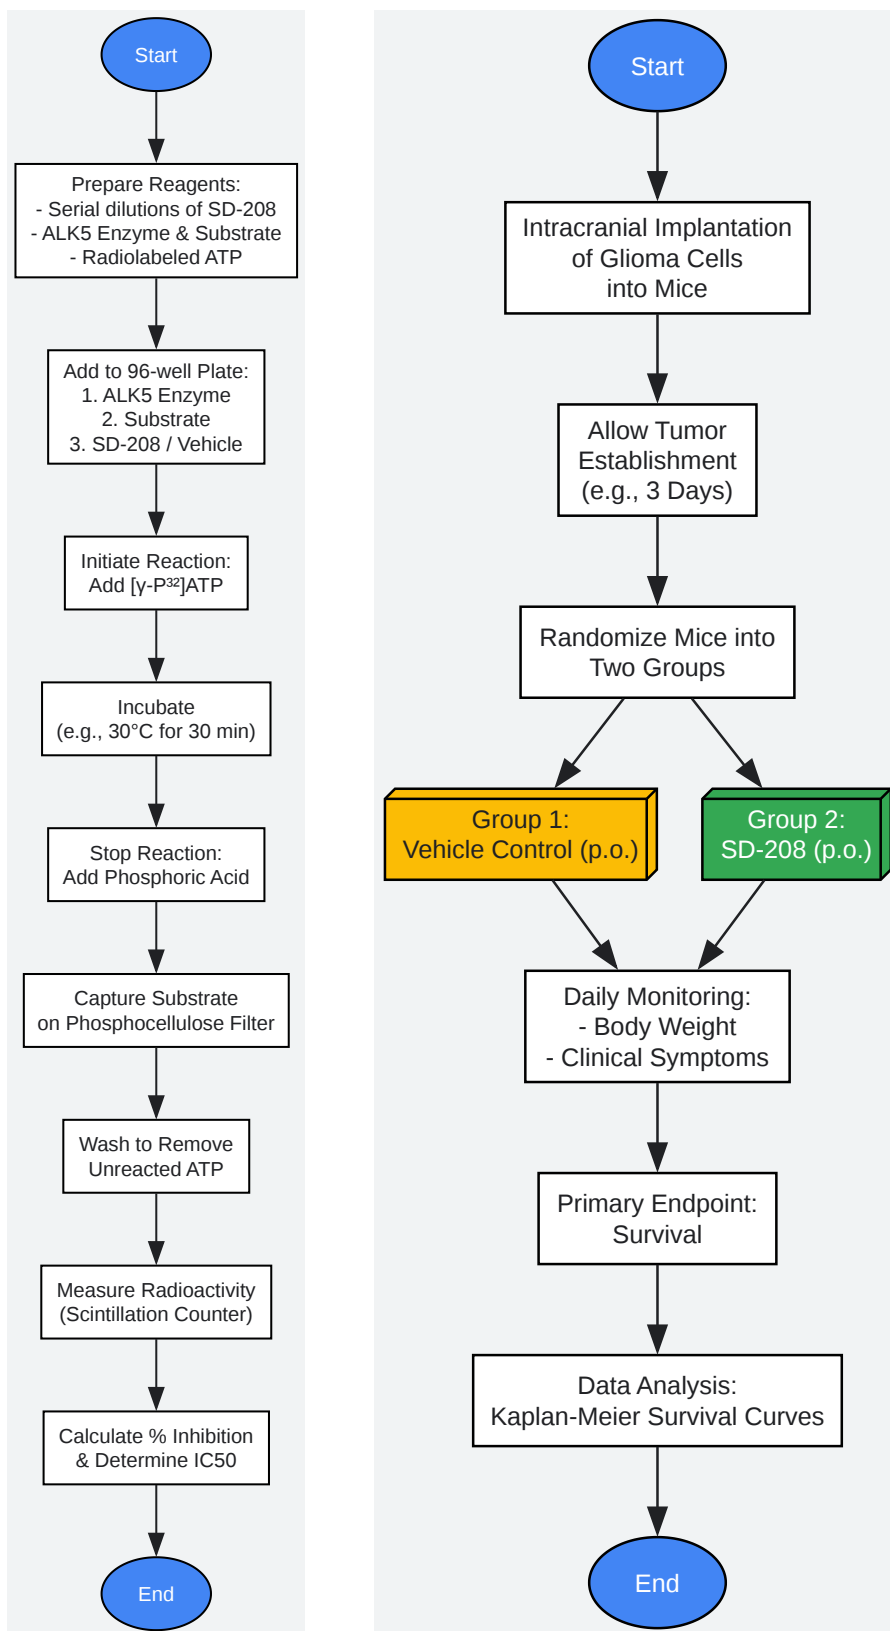 Start
Prepare Reagents:
- Serial dilutions of SD-208
- ALK5 Enzyme & Substrate
- Radiolabeled ATP
Add to 96-well Plate:
1. ALK5 Enzyme
2. Substrate
3. SD-208 / Vehicle
Initiate Reaction:
Add [γ-P³²]ATP
Incubate
(e.g., 30°C for 30 min)
Stop Reaction:
Add Phosphoric Acid
Capture Substrate
on Phosphocellulose Filter
Wash to Remove
Unreacted ATP
Measure Radioactivity
(Scintillation Counter)
Calculate % Inhibition
& Determine IC50
End
Start
Intracranial Implantation
of Glioma Cells
into Mice
Allow Tumor
Establishment
(e.g., 3 Days)
Randomize Mice into
Two Groups
Group 1:
Vehicle Control (p.o.)
Group 2:
SD-208 (p.o.)
Daily Monitoring:
- Body Weight
- Clinical Symptoms
Primary Endpoint:
Survival
Data Analysis:
Kaplan-Meier Survival Curves
End